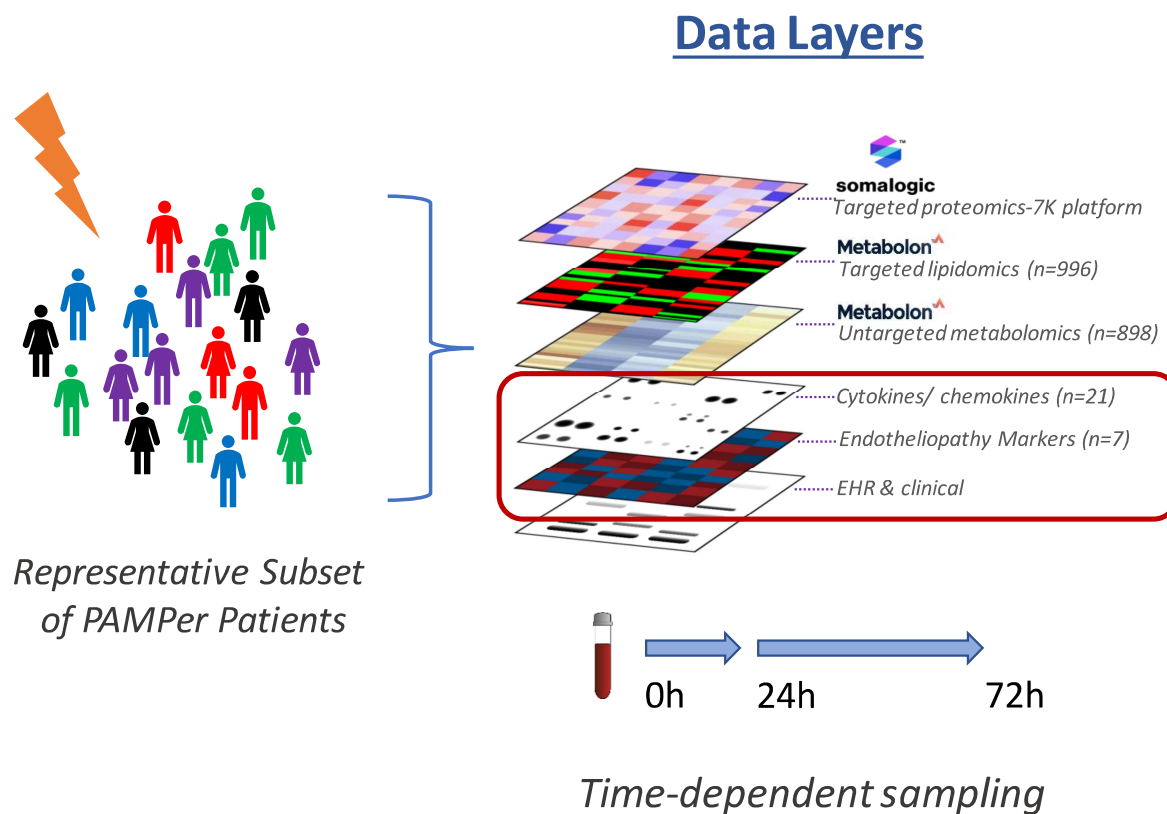 Data Layers
somalogic™
Targeted proteomics-7K platform
Metabolon
Targeted lipidomics (n=996)
Metabolon
Untargeted metabolomics (n=898)
Cytokines/ chemokines (n=21)
Endotheliopathy Markers (n=7)
EHR & clinical
Representative Subset
of PAMPer Patients
0h
24h
72h
Time-dependent sampling